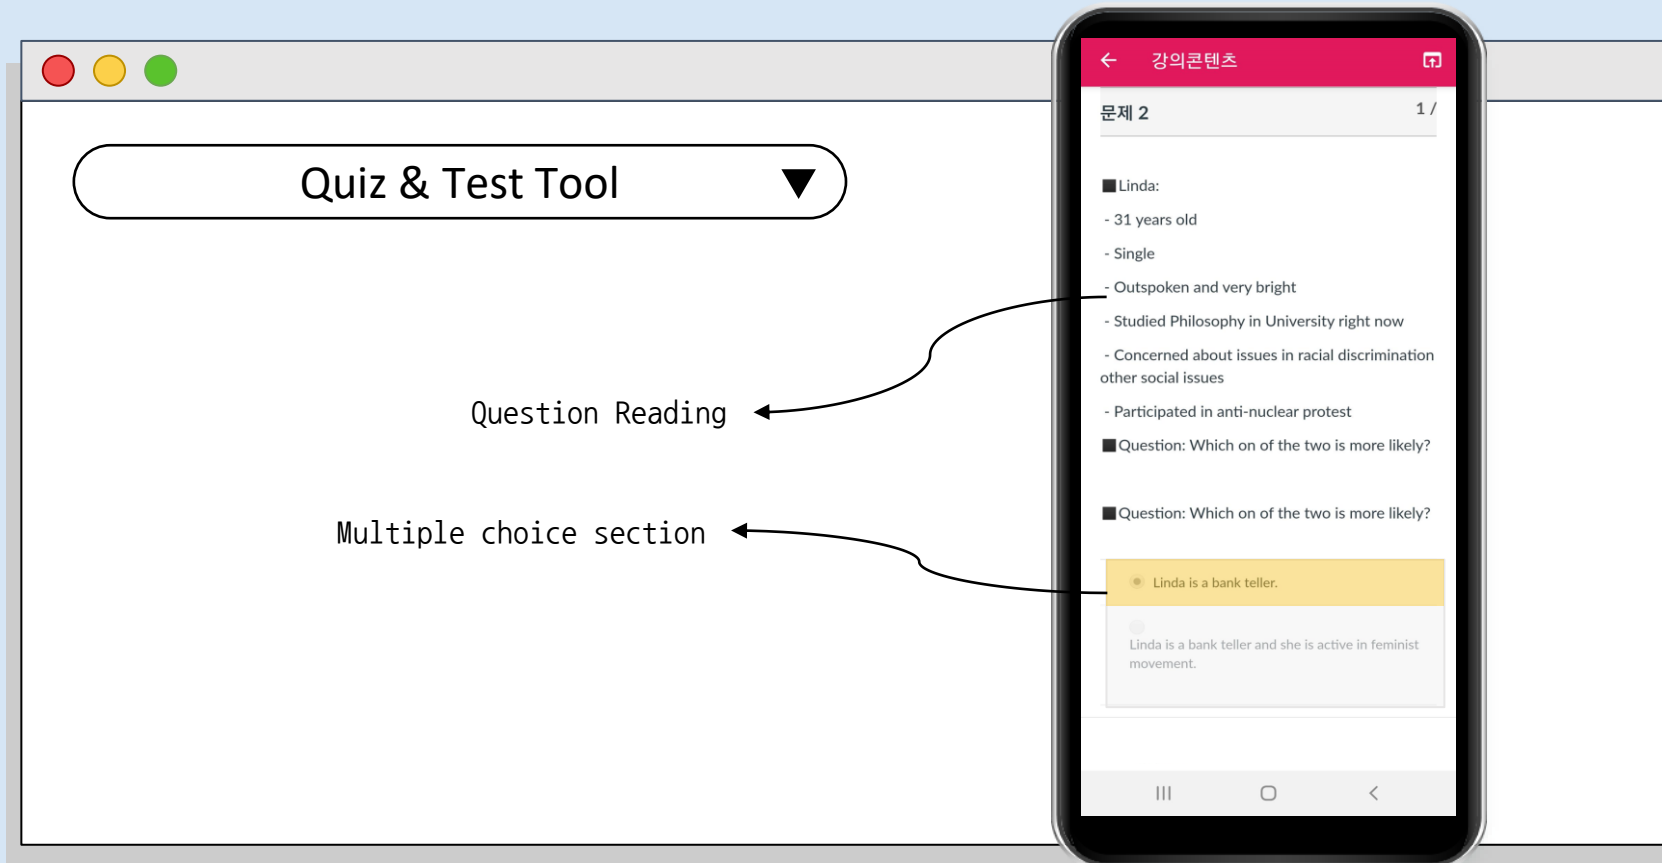 Quiz & Test Tool
Question Reading
Multiple choice section
강의콘텐츠
문제 2
1 /
Linda:
- 31 years old
- Single
- Outspoken and very bright
- Studied Philosophy in University right now
- Concerned about issues in racial discrimination
other social issues
- Participated in anti-nuclear protest
Question: Which on of the two is more likely?
Question: Which on of the two is more likely?
Linda is a bank teller.
Linda is a bank teller and she is active in feminist
movement.